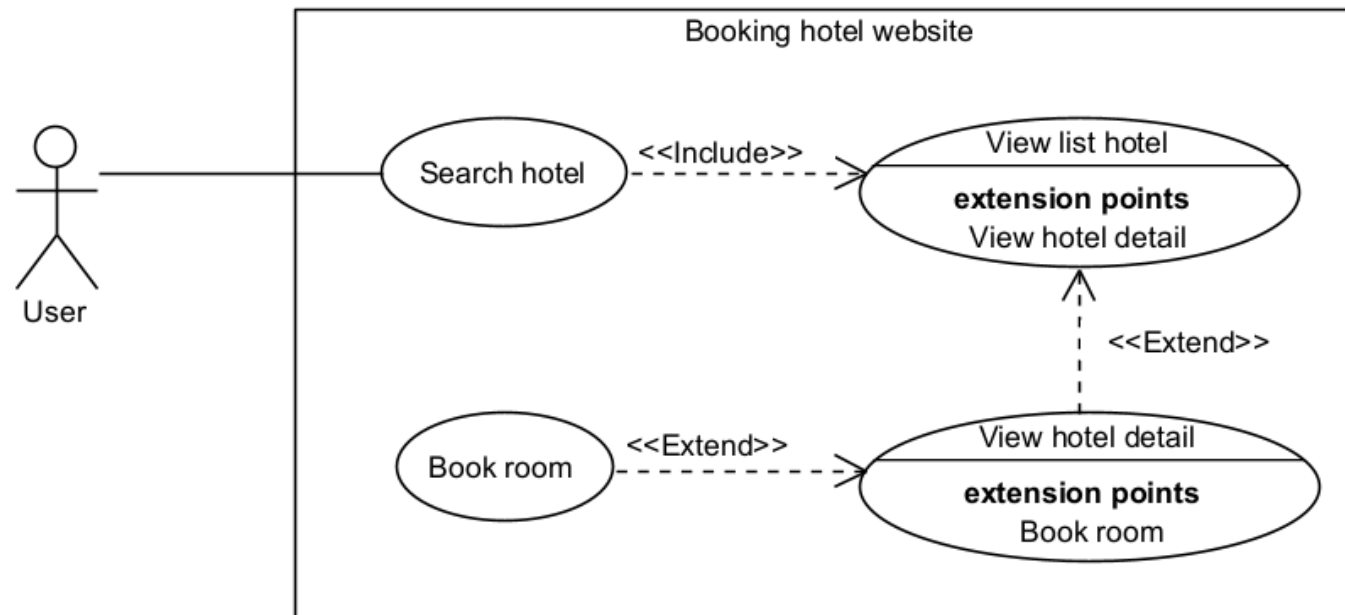 Booking hotel website
Search hotel
<<Include>>
View list hotel
extension points
View hotel detail
User
<<Extend>>
Book room
<<Extend>>
View hotel detail
extension points
Book room